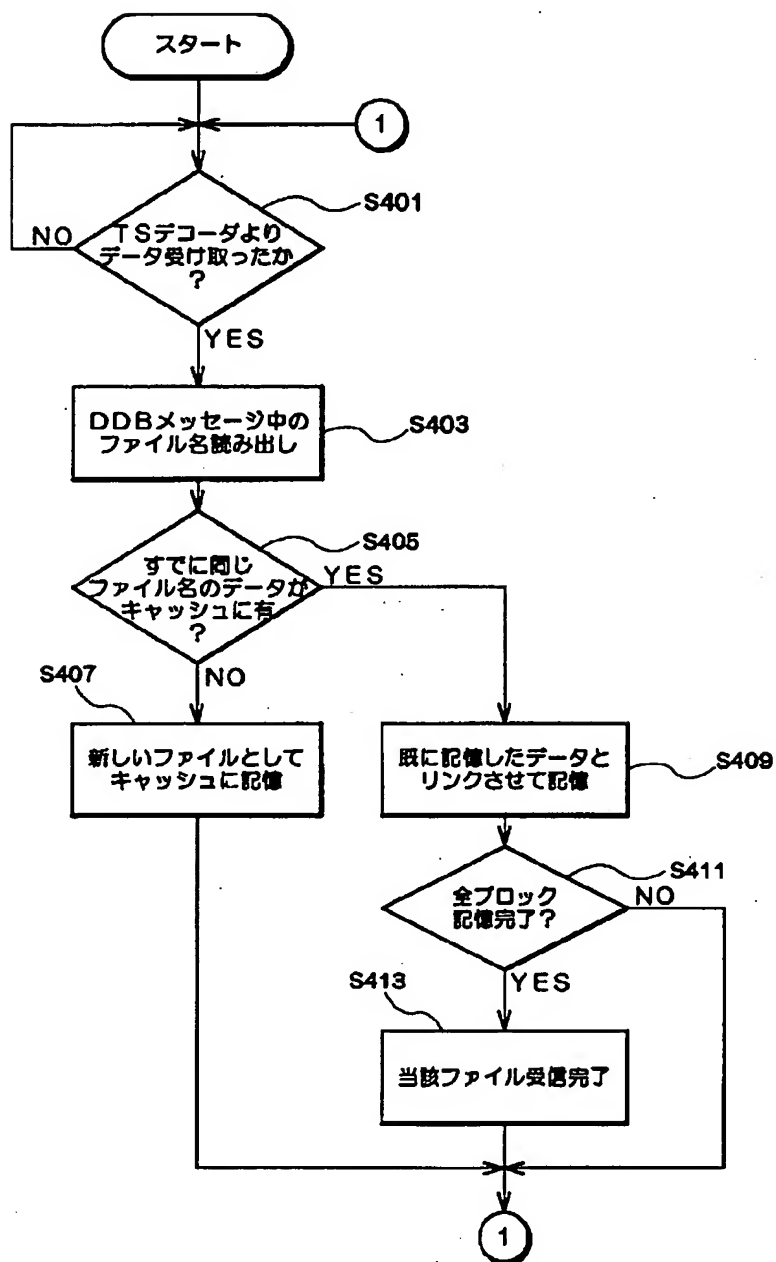 スタート
1
S401
TSデコーダより
データ受け取ったか
?
NO
YES
DDBメッセージ中の
ファイル名読み出し
S403
S405
すでに同じ
ファイル名のデータが
キャッシュに有
?
YES
NO
S407
新しいファイルとして
キャッシュに記憶
既に記憶したデータと
リンクさせて記憶
S409
S411
全ブロック
記憶完了?
NO
YES
S413
当該ファイル受信完了
1